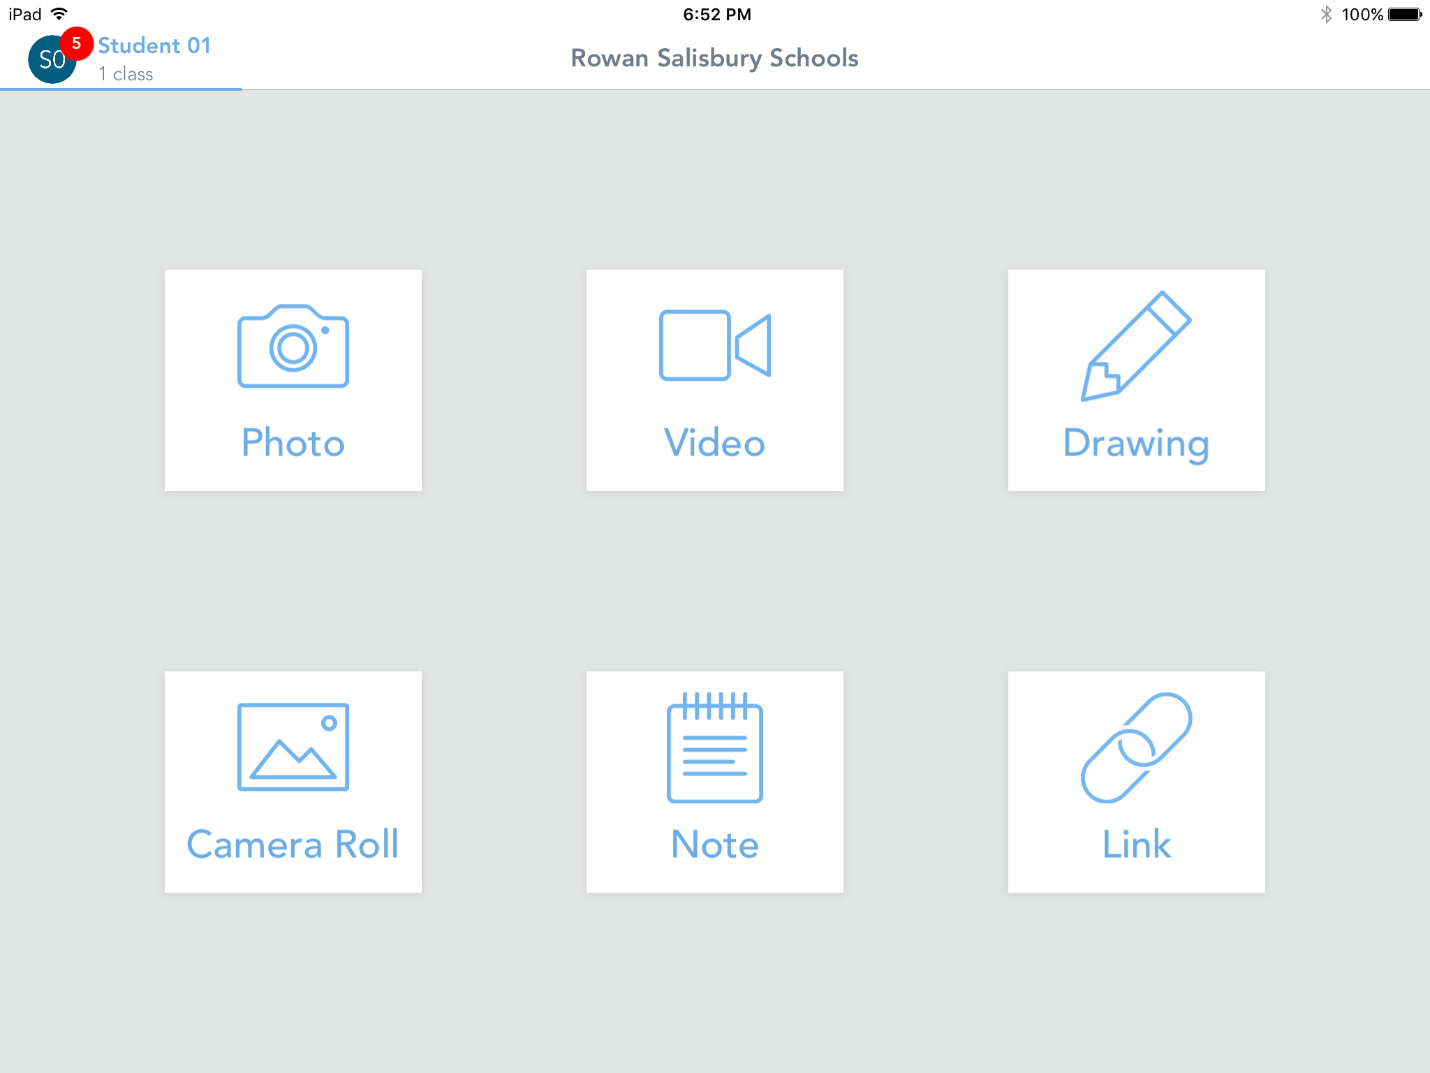 iPad 6:52 PM 100%
S0 5 Student 01
1 class
Rowan Salisbury Schools
Photo
Video
Drawing
Camera Roll
Note
Link